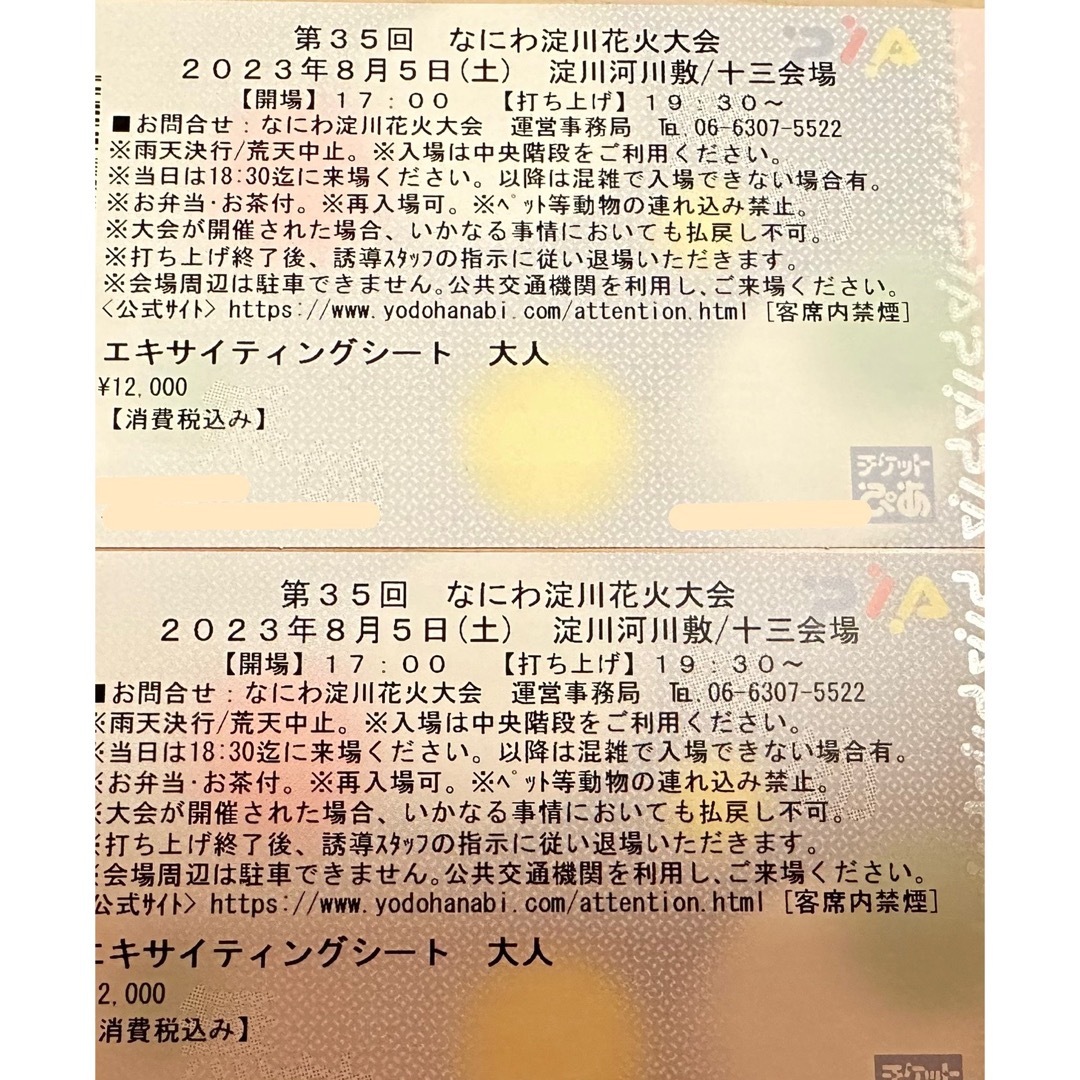 第３５回　なにわ淀川花火大会
２０２３年８月５日(土)　淀川河川敷/十三会場
【開場】１７：００　【打ち上げ】１９：３０～
■お問合せ：なにわ淀川花火大会　運営事務局　℡ 06-6307-5522
※雨天決行/荒天中止。※入場は中央階段をご利用ください。
※当日は18:30迄に来場ください。以降は混雑で入場できない場合有。
※お弁当･お茶付。※再入場可。※ﾍﾟｯﾄ等動物の連れ込み禁止。
※大会が開催された場合、いかなる事情においても払戻し不可。
※打ち上げ終了後、誘導ｽﾀｯﾌの指示に従い退場いただきます。
※会場周辺は駐車できません｡公共交通機関を利用し､ご来場ください。
<公式ｻｲﾄ> https://www.yodohanabi.com/attention.html [客席内禁煙]
エキサイティングシート　大人
¥12,000
【消費税込み】
チケット
ぴあ
第３５回　なにわ淀川花火大会
２０２３年８月５日(土)　淀川河川敷/十三会場
【開場】１７：００　【打ち上げ】１９：３０～
■お問合せ：なにわ淀川花火大会　運営事務局　℡ 06-6307-5522
※雨天決行/荒天中止。※入場は中央階段をご利用ください。
※当日は18:30迄に来場ください。以降は混雑で入場できない場合有。
※お弁当･お茶付。※再入場可。※ﾍﾟｯﾄ等動物の連れ込み禁止。
※大会が開催された場合、いかなる事情においても払戻し不可。
※打ち上げ終了後、誘導ｽﾀｯﾌの指示に従い退場いただきます。
※会場周辺は駐車できません｡公共交通機関を利用し､ご来場ください。
公式ｻｲﾄ> https://www.yodohanabi.com/attention.html [客席内禁煙]
エキサイティングシート　大人
2,000
消費税込み】
チケット